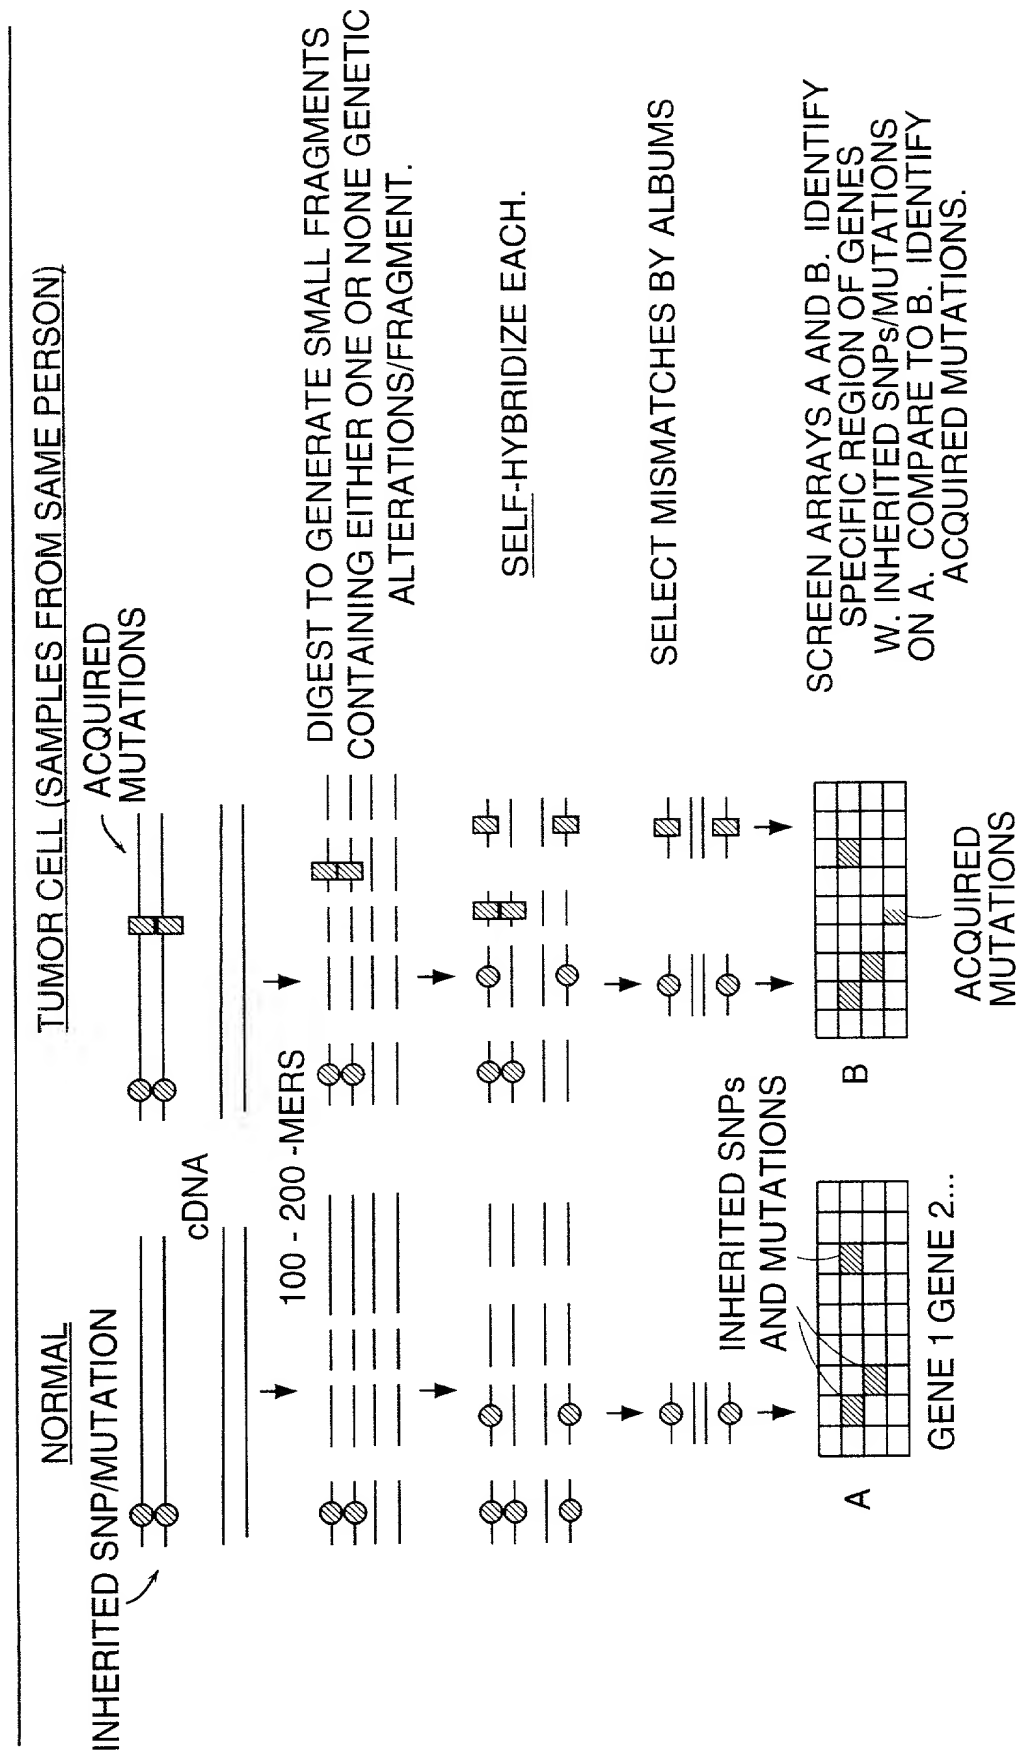 NORMAL
TUMOR CELL (SAMPLES FROM SAME PERSON)
INHERITED SNP/MUTATION
ACQUIRED
MUTATIONS
cDNA
100 - 200 -MERS
DIGEST TO GENERATE SMALL FRAGMENTS
CONTAINING EITHER ONE OR NONE GENETIC
ALTERATIONS/FRAGMENT.
SELF-HYBRIDIZE EACH.
SELECT MISMATCHES BY ALBUMS
INHERITED SNPs
AND MUTATIONS
SCREEN ARRAYS A AND B. IDENTIFY
SPECIFIC REGION OF GENES
W. INHERITED SNPs/MUTATIONS
ON A. COMPARE TO B. IDENTIFY
ACQUIRED MUTATIONS.
A
B
GENE 1 GENE 2...
ACQUIRED
MUTATIONS